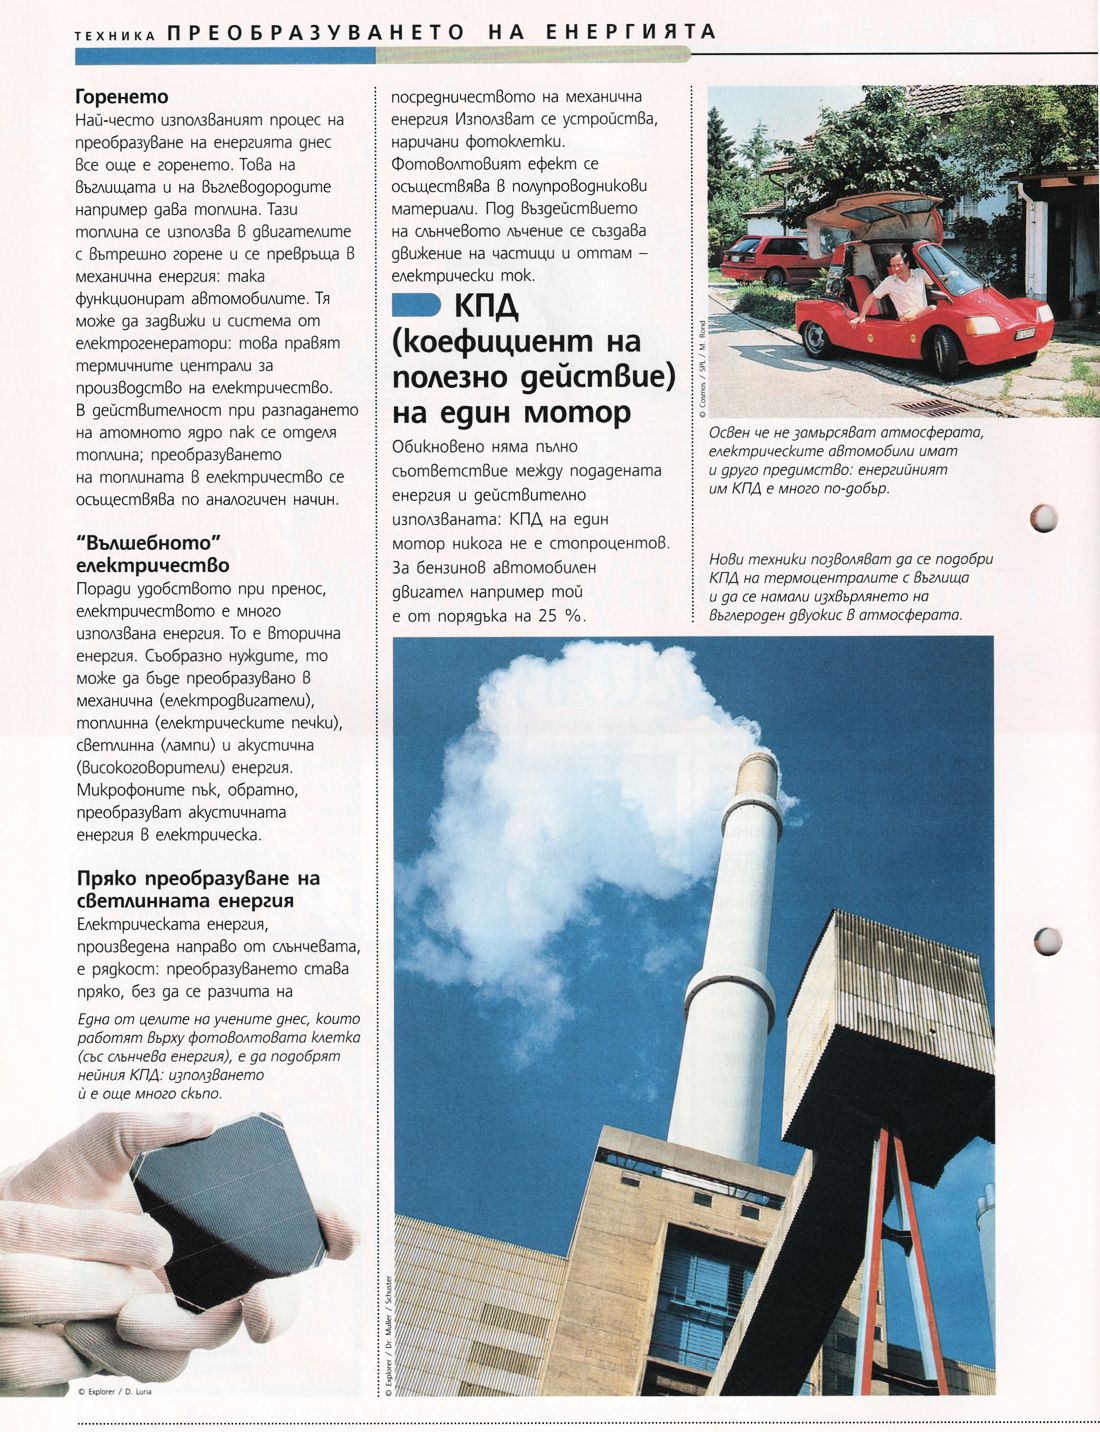 ТЕХНИКА ПРЕОБРАЗУВАНЕТО НА ЕНЕРГИЯТА
Горенето
Най-често използваният процес на
преобразуване на енергията днес
все още е горенето. Това на
въглищата и на въглеводородите
например дава топлина. Тази
топлина се използва в двигателите
с вътрешно горене и се превръща в
механична енергия: така
функционират автомобилите. Тя
може да задвижи и система от
електрогенератори: това правят
термичните централи за
производство на електричество.
В действителност при разпадането
на атомното ядро пак се отделя
топлина; преобразуването
на топлината в електричество се
осъществява по аналогичен начин.
“Вълшебното”
електричество
Поради удобството при пренос,
електричеството е много
използвана енергия. То е вторична
енергия. Съобразно нуждите, то
може да бъде преобразувано в
механична (електродвигатели),
топлинна (електрическите печки),
светлинна (лампи) и акустична
(високоговорители) енергия.
Микрофоните пък, обратно,
преобразуват акустичната
енергия в електрическа.
Пряко преобразуване на
светлинната енергия
Електрическата енергия,
произведена направо от слънчевата,
е рядкост: преобразуването става
пряко, без да се разчита на
Една от целите на учените днес, които
работят върху фотоволтовата клетка
(със слънчева енергия), е да подобрят
нейния КПД: използването
ѝ е още много скъпо.
© Explorer / D. Luria
посредничеството на механична
енергия Използват се устройства,
наричани фотоклетки.
Фотоволтовият ефект се
осъществява в полупроводникови
материали. Под въздействието
на слънчевото лъчение се създава
движение на частици и оттам –
електрически ток.
КПД
(коефициент на
полезно действие)
на един мотор
Обикновено няма пълно
съответствие между подадената
енергия и действително
използваната: КПД на един
мотор никога не е стопроцентов.
За бензинов автомобилен
двигател например той
е от порядъка на 25 %.
© Cosmos / SPL / M. Bond
Освен че не замърсяват атмосферата,
електрическите автомобили имат
и друго предимство: енергийният
им КПД е много по-добър.
Нови техники позволяват да се подобри
КПД на термоцентралите с въглища
и да се намали изхвърлянето на
въглероден двуокис в атмосферата.
© Explorer / Dr. Muller / Schuster